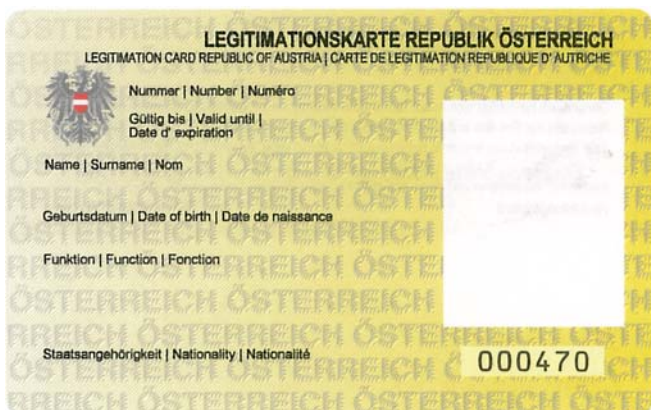 LEGITIMATIONSKARTE REPUBLIK ÖSTERREICH
LEGITIMATION CARD REPUBLIC OF AUSTRIA | CARTE DE LEGITIMATION REPUBLIQUE D' AUTRICHE
Nummer | Number | Numéro
Gültig bis | Valid until |
Date d' expiration
Name | Surname | Nom
Geburtsdatum | Date of birth | Date de naissance
Funktion | Function | Fonction
Staatsangehörigkeit | Nationality | Nationalité
000470